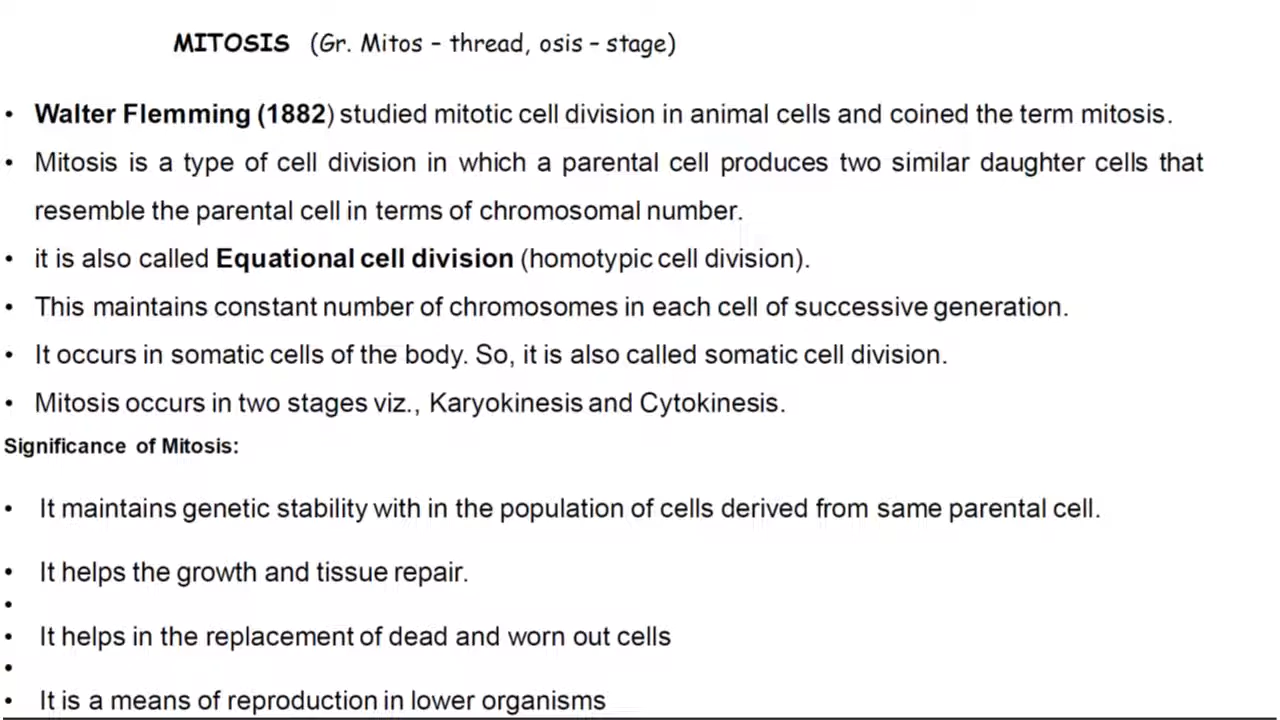 MITOSIS (Gr. Mitos – thread, osis – stage)
• Walter Flemming (1882) studied mitotic cell division in animal cells and coined the term mitosis.
• Mitosis is a type of cell division in which a parental cell produces two similar daughter cells that
resemble the parental cell in terms of chromosomal number.
• it is also called Equational cell division (homotypic cell division).
• This maintains constant number of chromosomes in each cell of successive generation.
• It occurs in somatic cells of the body. So, it is also called somatic cell division.
• Mitosis occurs in two stages viz., Karyokinesis and Cytokinesis.
Significance of Mitosis:
• It maintains genetic stability with in the population of cells derived from same parental cell.
• It helps the growth and tissue repair.
•
• It helps in the replacement of dead and worn out cells
•
• It is a means of reproduction in lower organisms